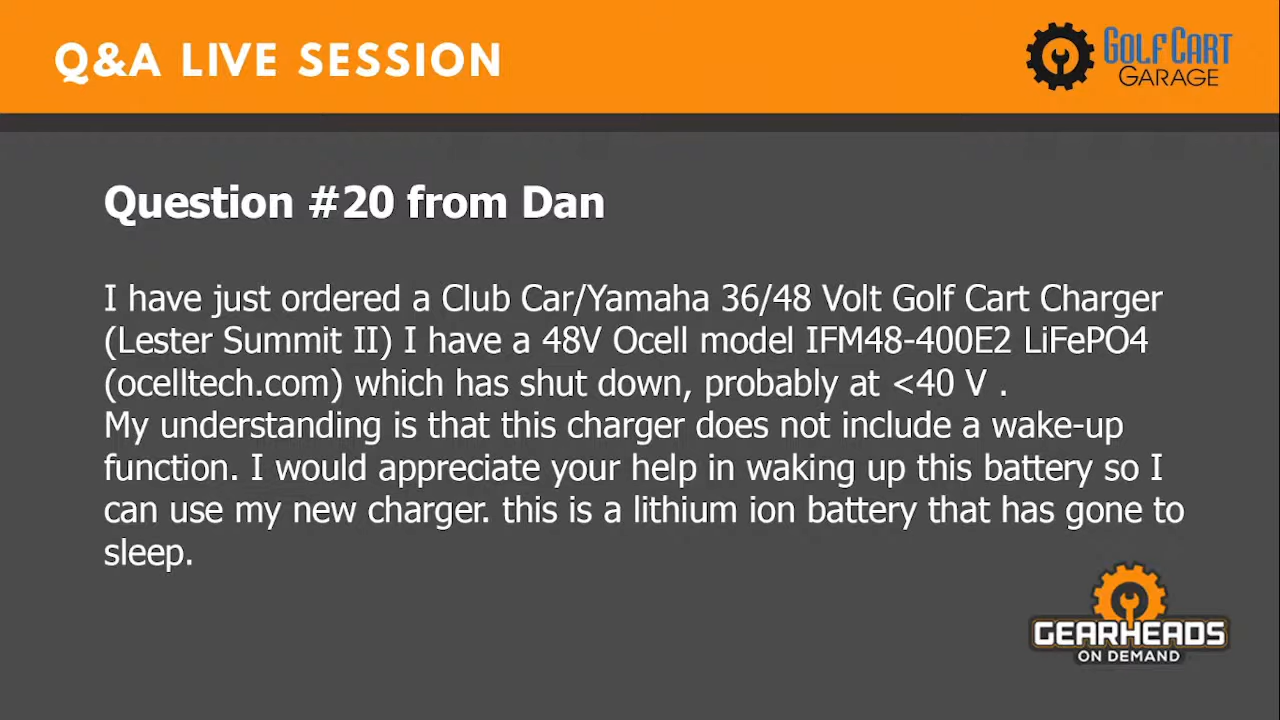 Q&A LIVE SESSION
GOLF CART
GARAGE
Question #20 from Dan
I have just ordered a Club Car/Yamaha 36/48 Volt Golf Cart Charger
(Lester Summit II) I have a 48V Ocell model IFM48-400E2 LiFePO4
(ocelltech.com) which has shut down, probably at <40 V .
My understanding is that this charger does not include a wake-up
function. I would appreciate your help in waking up this battery so I
can use my new charger. this is a lithium ion battery that has gone to
sleep.
GEARHEADS
ON DEMAND